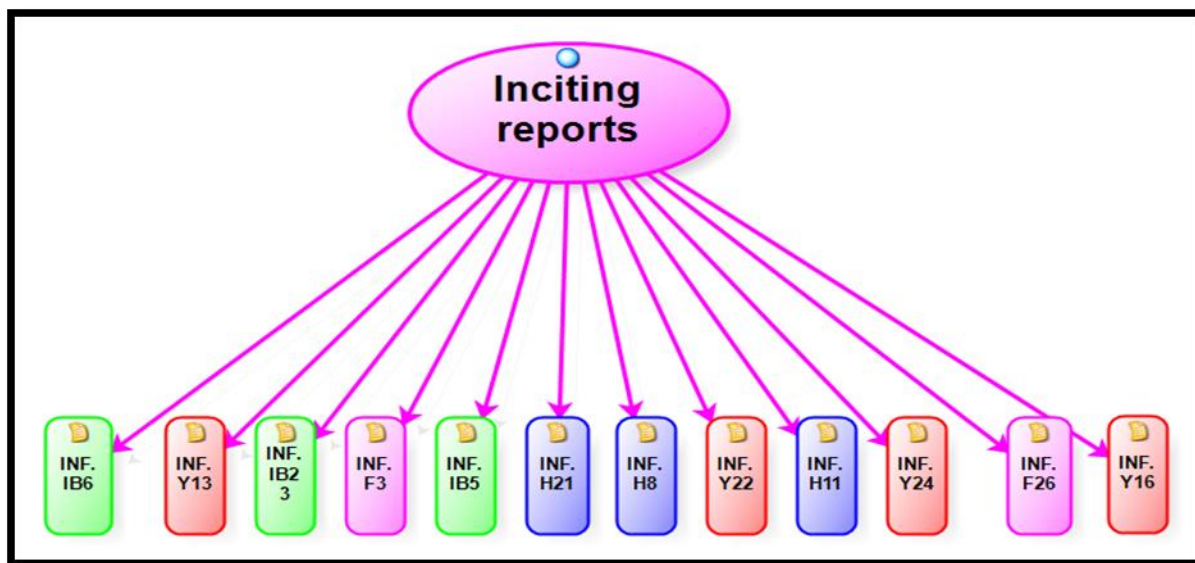 Inciting
reports
INF.
IB6
INF.
Y13
INF.
IB2
3
INF.
F3
INF.
IB5
INF.
H21
INF.
H8
INF.
Y22
INF.
H11
INF.
Y24
INF.
F26
INF.
Y16